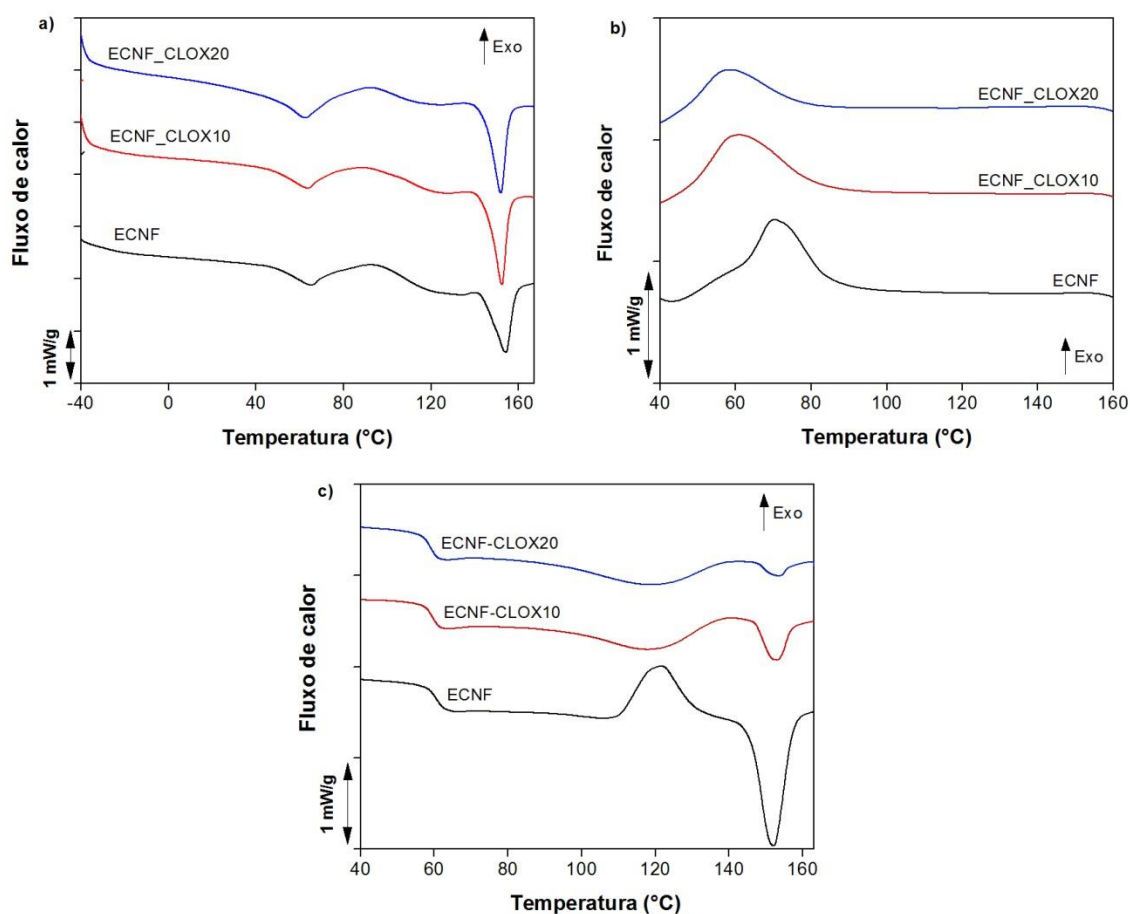 a)
Exo
ECNF_CLOX20
ECNF_CLOX10
ECNF
Fluxo de calor
1 mW/g
-40 0 40 80 120 160
Temperatura (°C)
b)
ECNF_CLOX20
ECNF_CLOX10
ECNF
Fluxo de calor
1 mW/g
Exo
40 60 80 100 120 140 160
Temperatura (°C)
c)
Exo
ECNF-CLOX20
ECNF-CLOX10
ECNF
Fluxo de calor
1 mW/g
40 60 80 100 120 140 160
Temperatura (°C)